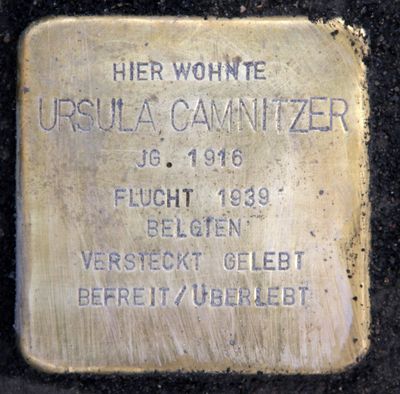 HIER WOHNTE
URSULA CAMNITZER
JG. 1916
FLUCHT 1939
BELGIEN
VERSTECKT GELEBT
BEFREIT/ÜBERLEBT